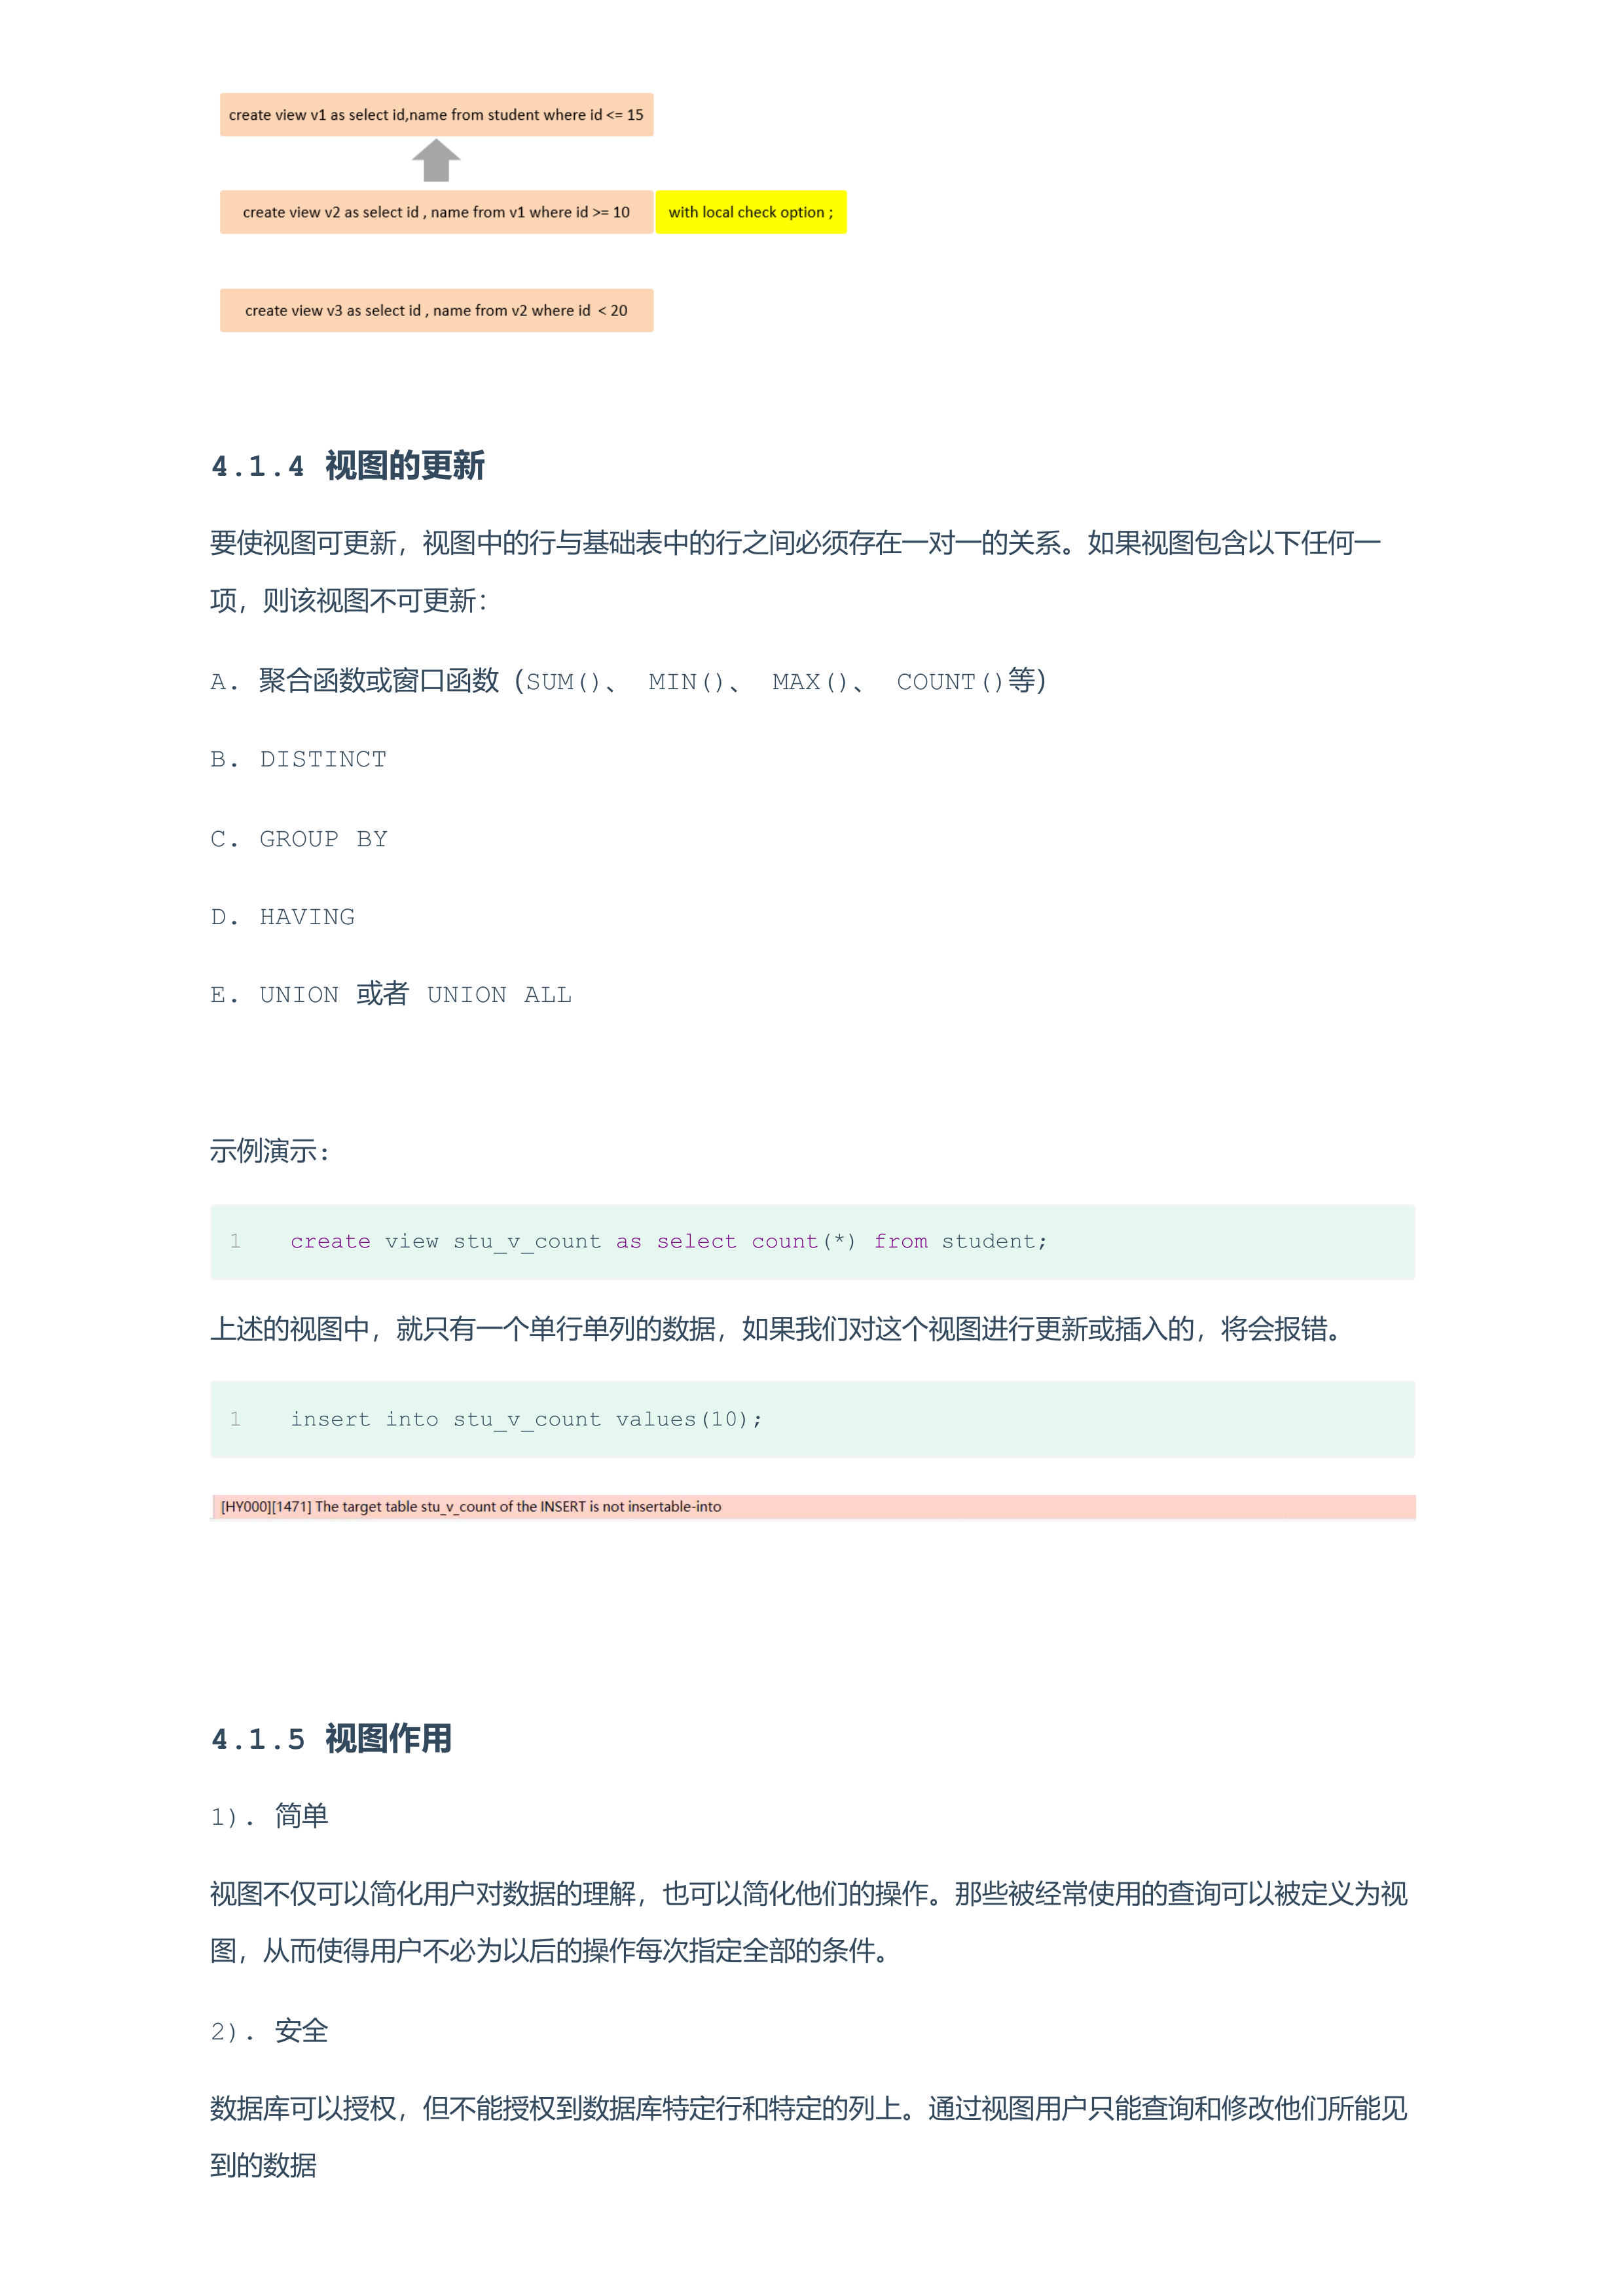 create view v1 as select id,name from student where id <= 15
create view v2 as select id , name from v1 where id >= 10 with local check option ;
create view v3 as select id , name from v2 where id < 20
4.1.4 视图的更新
要使视图可更新，视图中的行与基础表中的行之间必须存在一对一的关系。如果视图包含以下任何一
项，则该视图不可更新：
A. 聚合函数或窗口函数（SUM()、 MIN()、 MAX()、 COUNT()等）
B. DISTINCT
C. GROUP BY
D. HAVING
E. UNION 或者 UNION ALL
示例演示:
1 create view stu_v_count as select count(*) from student;
上述的视图中，就只有一个单行单列的数据，如果我们对这个视图进行更新或插入的，将会报错。
1 insert into stu_v_count values(10);
[HY000][1471] The target table stu_v_count of the INSERT is not insertable-into
4.1.5 视图作用
1). 简单
视图不仅可以简化用户对数据的理解，也可以简化他们的操作。那些被经常使用的查询可以被定义为视
图，从而使得用户不必为以后的操作每次指定全部的条件。
2). 安全
数据库可以授权，但不能授权到数据库特定行和特定的列上。通过视图用户只能查询和修改他们所能见
到的数据